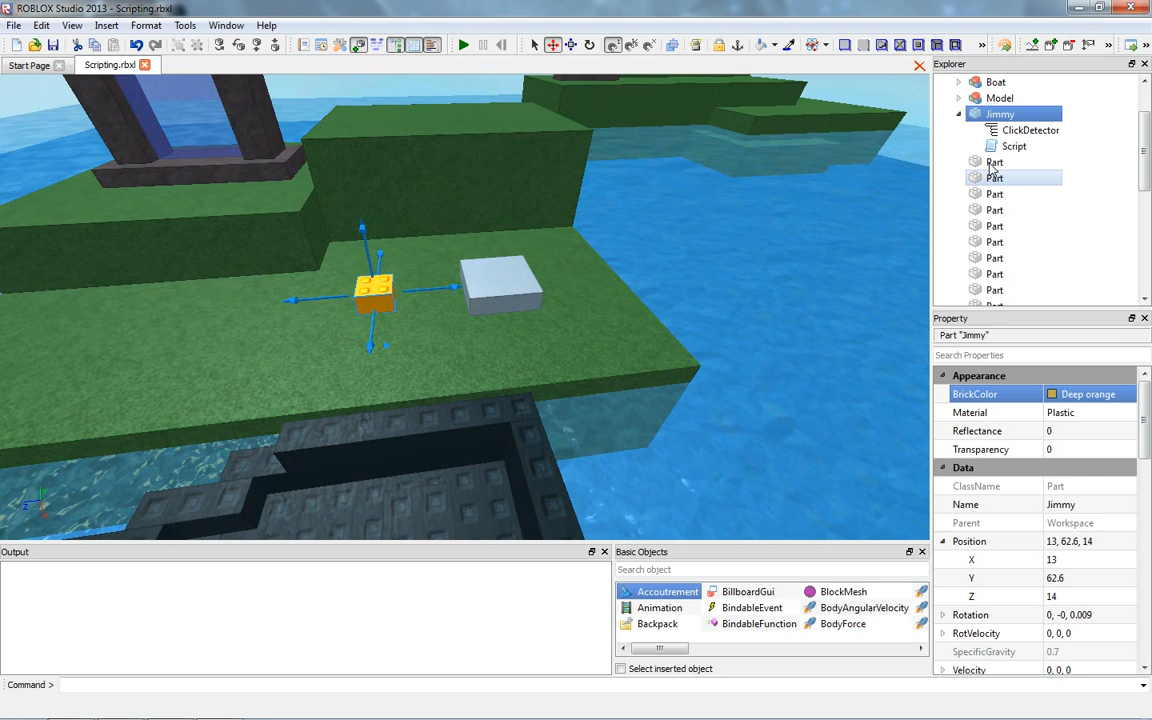 ROBLOX Studio 2013 - Scripting.rbxl
File Edit View Insert Format Tools Window Help
Start Page Scripting.rbxl
Explorer
Boat
Model
Jimmy
ClickDetector
Script
Part
Part
Part
Part
Part
Part
Part
Part
Part
Property
Part "Jimmy"
Search Properties
Appearance
BrickColor Deep orange
Material Plastic
Reflectance 0
Transparency 0
Data
ClassName Part
Name Jimmy
Parent Workspace
Position 13, 62.6, 14
X 13
Y 62.6
Z 14
Rotation 0, -0, 0.009
RotVelocity 0, 0, 0
SpecificGravity 0.7
Velocity 0, 0, 0
Z
Output
Basic Objects
Search object
Accoutrement BillboardGui BlockMesh
Animation BindableEvent BodyAngularVelocity
Backpack BindableFunction BodyForce
Select inserted object
Command >